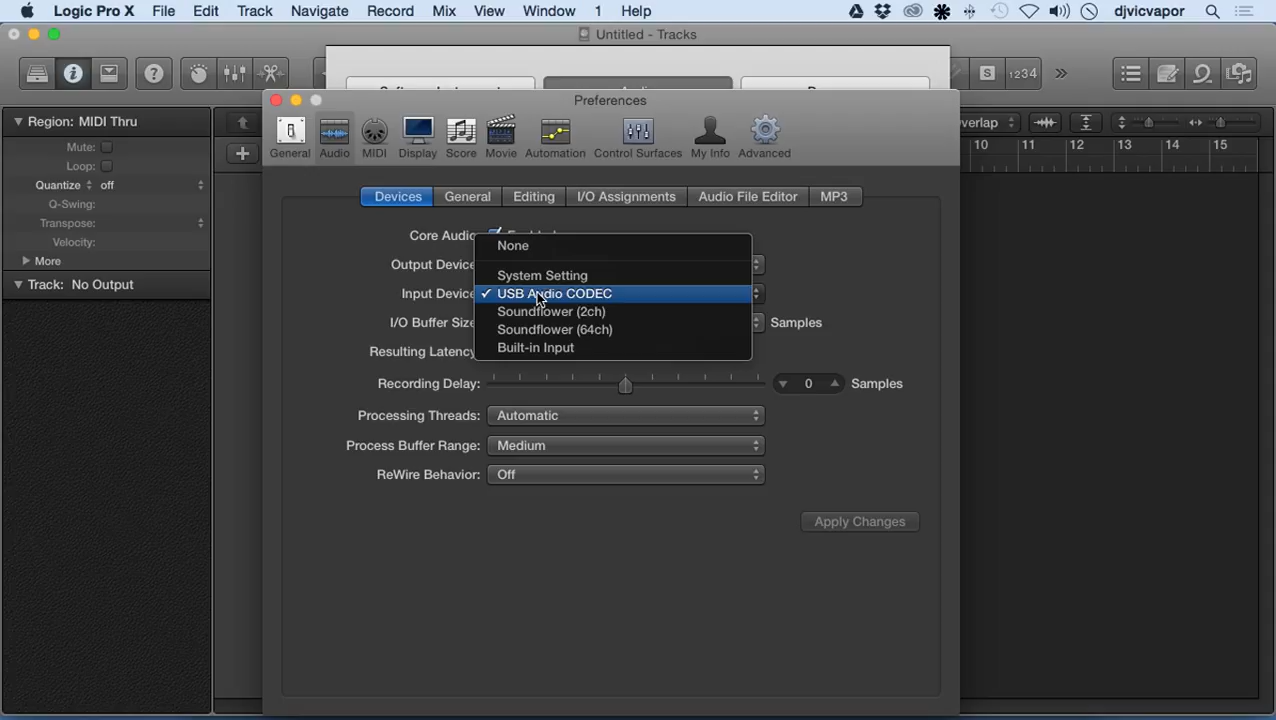 Logic Pro X File Edit Track Navigate Record Mix View Window 1 Help djvicvapor
Untitled - Tracks
S 1234
Preferences
Region: MIDI Thru
Mute:
Loop:
Quantize off
Q-Swing:
Transpose:
Velocity:
More
Track: No Output
General Audio MIDI Display Score Movie Automation Control Surfaces My Info Advanced
10 11 12 13 14 15
Devices General Editing I/O Assignments Audio File Editor MP3
Core Audio
Output Device
Input Device
I/O Buffer Size
Samples
Resulting Latency
None
System Setting
USB Audio CODEC
Soundflower (2ch)
Soundflower (64ch)
Built-in Input
Recording Delay: 0 Samples
Processing Threads: Automatic
Process Buffer Range: Medium
ReWire Behavior: Off
Apply Changes